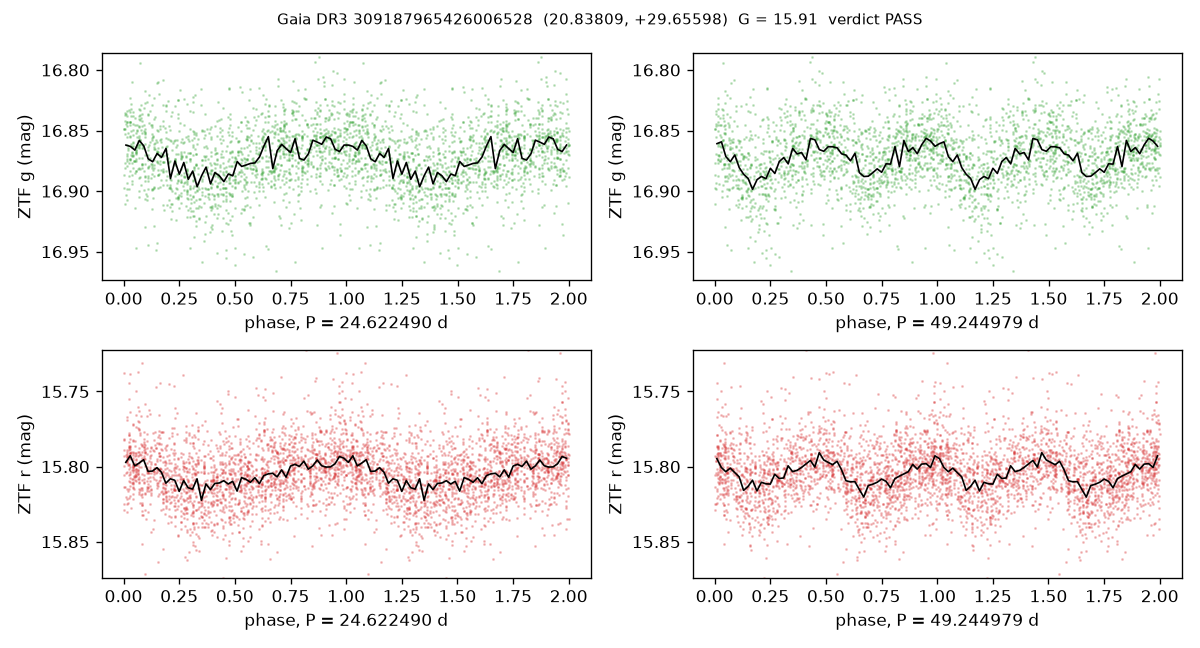 Gaia DR3 309187965426006528 (20.83809, +29.65598) G = 15.91 verdict PASS
16.80
16.85
16.90
16.95
ZTF g (mag)
0.00 0.25 0.50 0.75 1.00 1.25 1.50 1.75 2.00
phase, P = 24.622490 d
16.80
16.85
16.90
16.95
ZTF g (mag)
0.00 0.25 0.50 0.75 1.00 1.25 1.50 1.75 2.00
phase, P = 49.244979 d
15.75
15.80
15.85
ZTF r (mag)
0.00 0.25 0.50 0.75 1.00 1.25 1.50 1.75 2.00
phase, P = 24.622490 d
15.75
15.80
15.85
ZTF r (mag)
0.00 0.25 0.50 0.75 1.00 1.25 1.50 1.75 2.00
phase, P = 49.244979 d